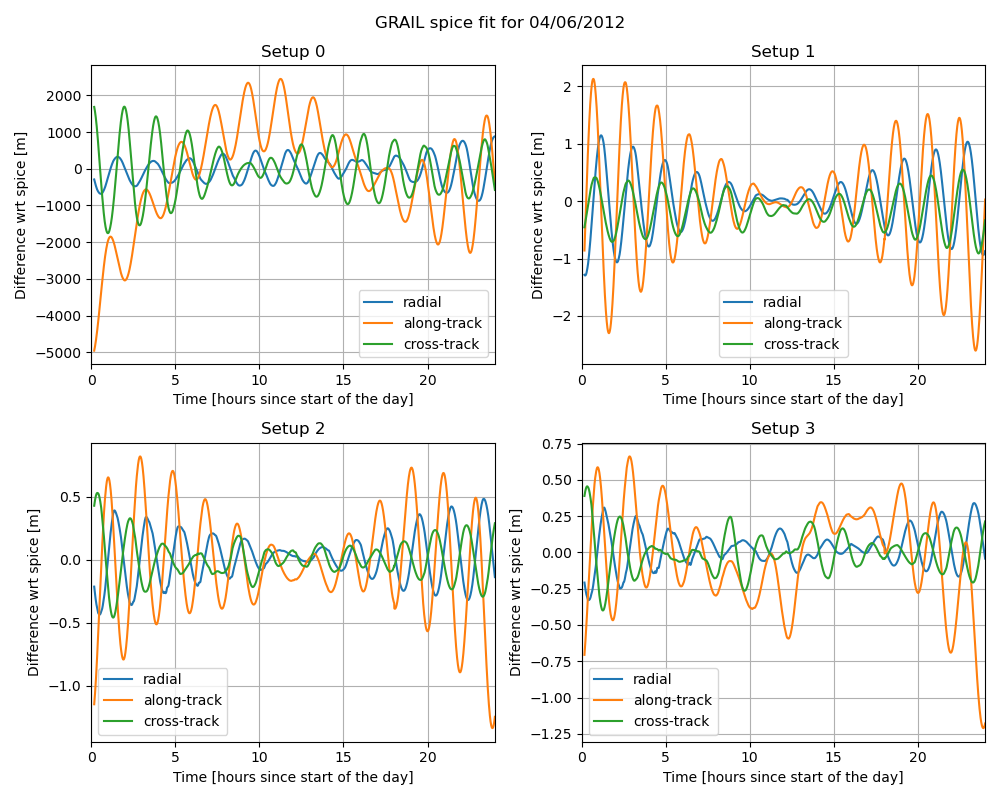 GRAIL spice fit for 04/06/2012
Setup 0
Difference wrt spice [m]
2000
1000
0
−1000
−2000
−3000
−4000
−5000
radial
along-track
cross-track
0 5 10 15 20
Time [hours since start of the day]
Setup 1
Difference wrt spice [m]
2
1
0
−1
−2
radial
along-track
cross-track
0 5 10 15 20
Time [hours since start of the day]
Setup 2
Difference wrt spice [m]
0.5
0.0
−0.5
−1.0
radial
along-track
cross-track
0 5 10 15 20
Time [hours since start of the day]
Setup 3
Difference wrt spice [m]
0.75
0.50
0.25
0.00
−0.25
−0.50
−0.75
−1.00
−1.25
radial
along-track
cross-track
0 5 10 15 20
Time [hours since start of the day]